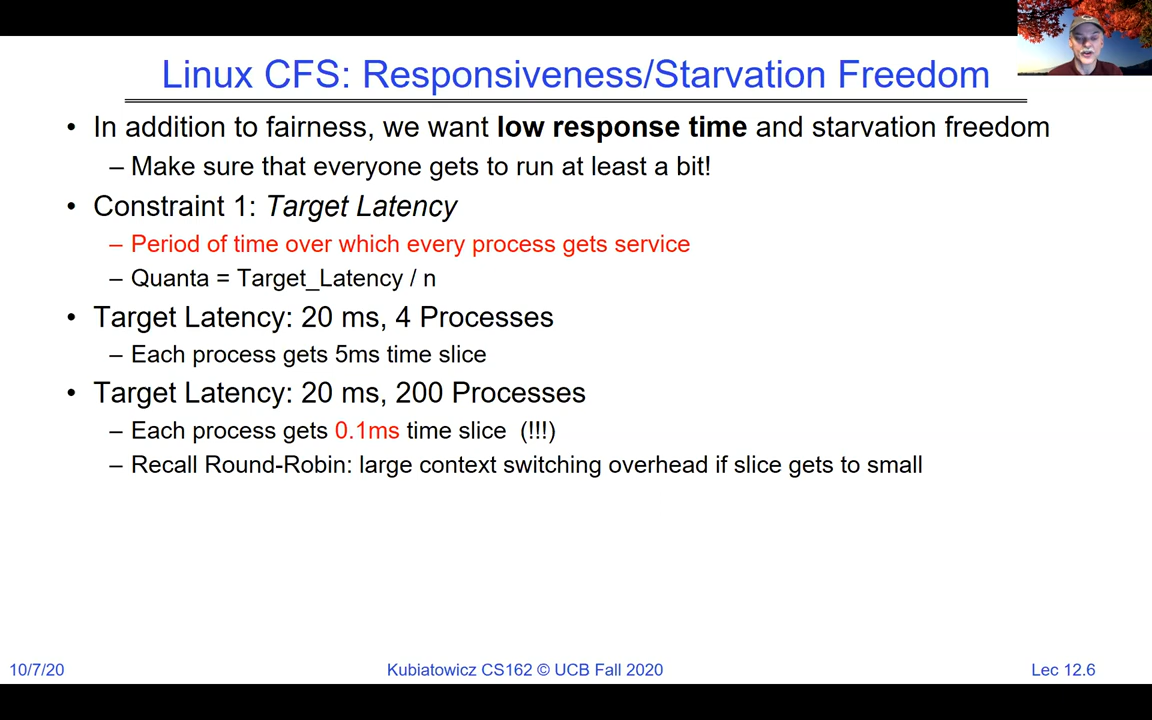 Linux CFS: Responsiveness/Starvation Freedom
• In addition to fairness, we want low response time and starvation freedom
– Make sure that everyone gets to run at least a bit!
• Constraint 1: Target Latency
– Period of time over which every process gets service
– Quanta = Target_Latency / n
• Target Latency: 20 ms, 4 Processes
– Each process gets 5ms time slice
• Target Latency: 20 ms, 200 Processes
– Each process gets 0.1ms time slice (!!!)
– Recall Round-Robin: large context switching overhead if slice gets to small
10/7/20
Kubiatowicz CS162 © UCB Fall 2020
Lec 12.6